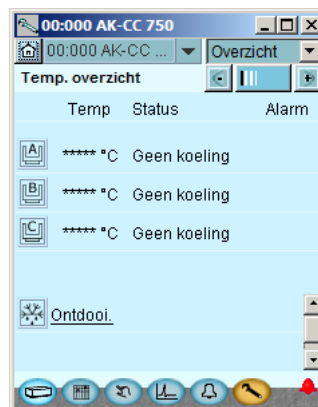 00:000 AK-CC 750
00:000 AK-CC ... Overzicht
Temp. overzicht
Temp Status Alarm
A ***** °C Geen koeling
B ***** °C Geen koeling
C ***** °C Geen koeling
Ontdooi.